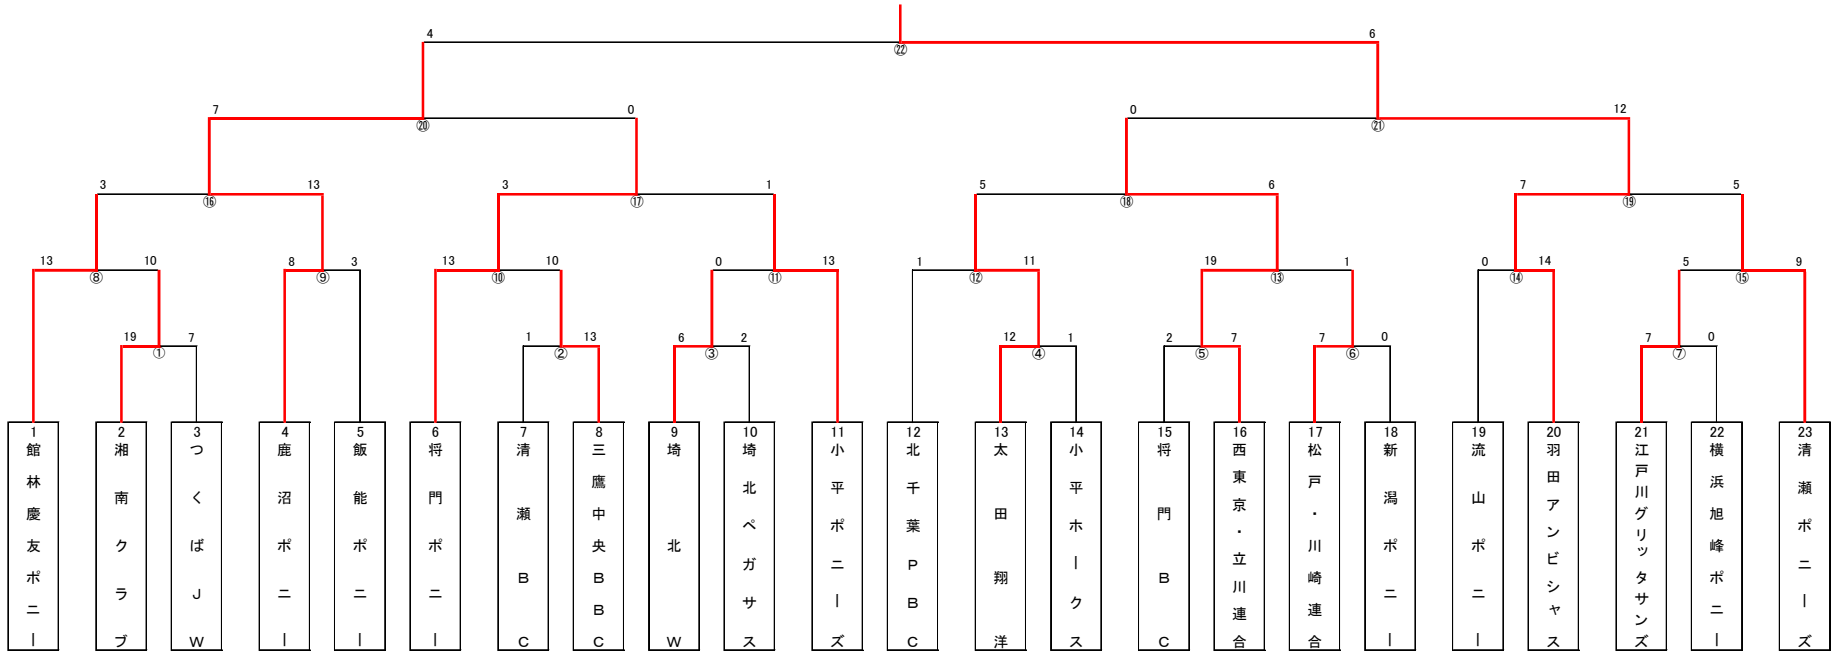 4 6
㉒
7 0 0 12
⑳ ㉑
3 13 3 1 5 6 7 5
⑯ ⑰ ⑱ ⑲
13 10 8 3 13 10 0 13 1 11 19 1 0 14 5 9
⑧ ⑨ ⑩ ⑪ ⑫ ⑬ ⑭ ⑮
19 7 1 13 6 2 12 1 2 7 7 0 7 0
① ② ③ ④ ⑤ ⑥ ⑦
1 館林慶友ポニー
2 湘南クラブ
3 つくばJW
4 鹿沼ポニー
5 飯能ポニー
6 将門ポニー
7 清瀬BC
8 三鷹中央BBC
9 埼北W
10 埼北ペガサス
11 小平ポニーズ
12 北千葉PBC
13 太田翔洋
14 小平ホークス
15 将門BC
16 西東京・立川連合
17 松戸・川崎連合
18 新潟ポニー
19 流山ポニー
20 羽田アンビシャス
21 江戸川グリッタサンズ
22 横浜旭峰ポニー
23 清瀬ポニーズ